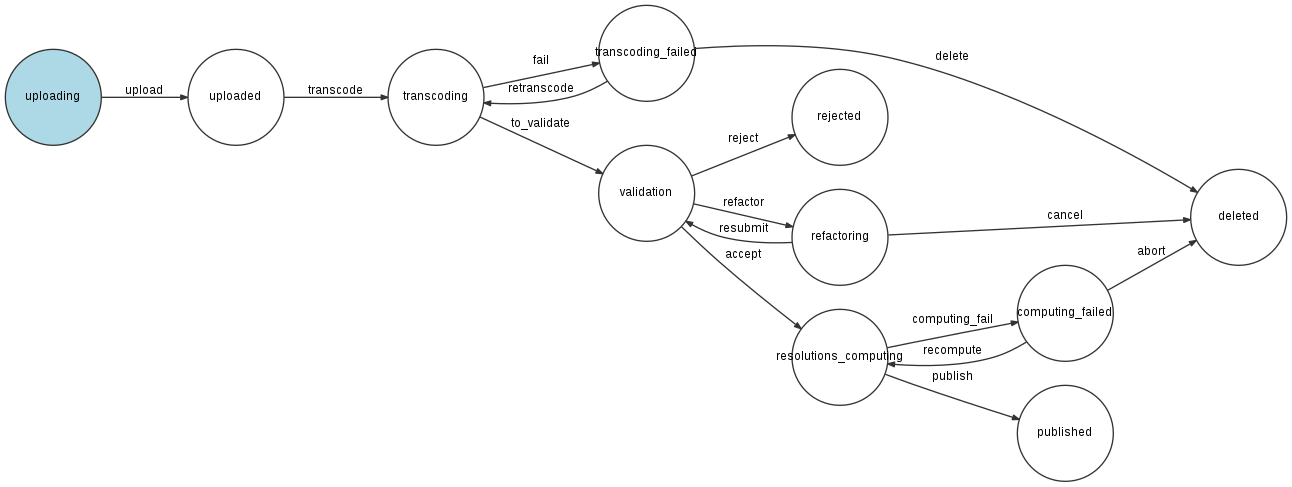 uploading
upload
uploaded
transcode
transcoding
fail
retranscode
transcoding_failed
delete
to_validate
validation
reject
rejected
refactor
resubmit
refactoring
cancel
deleted
accept
resolutions_computing
computing_fail
recompute
computing_failed
abort
publish
published